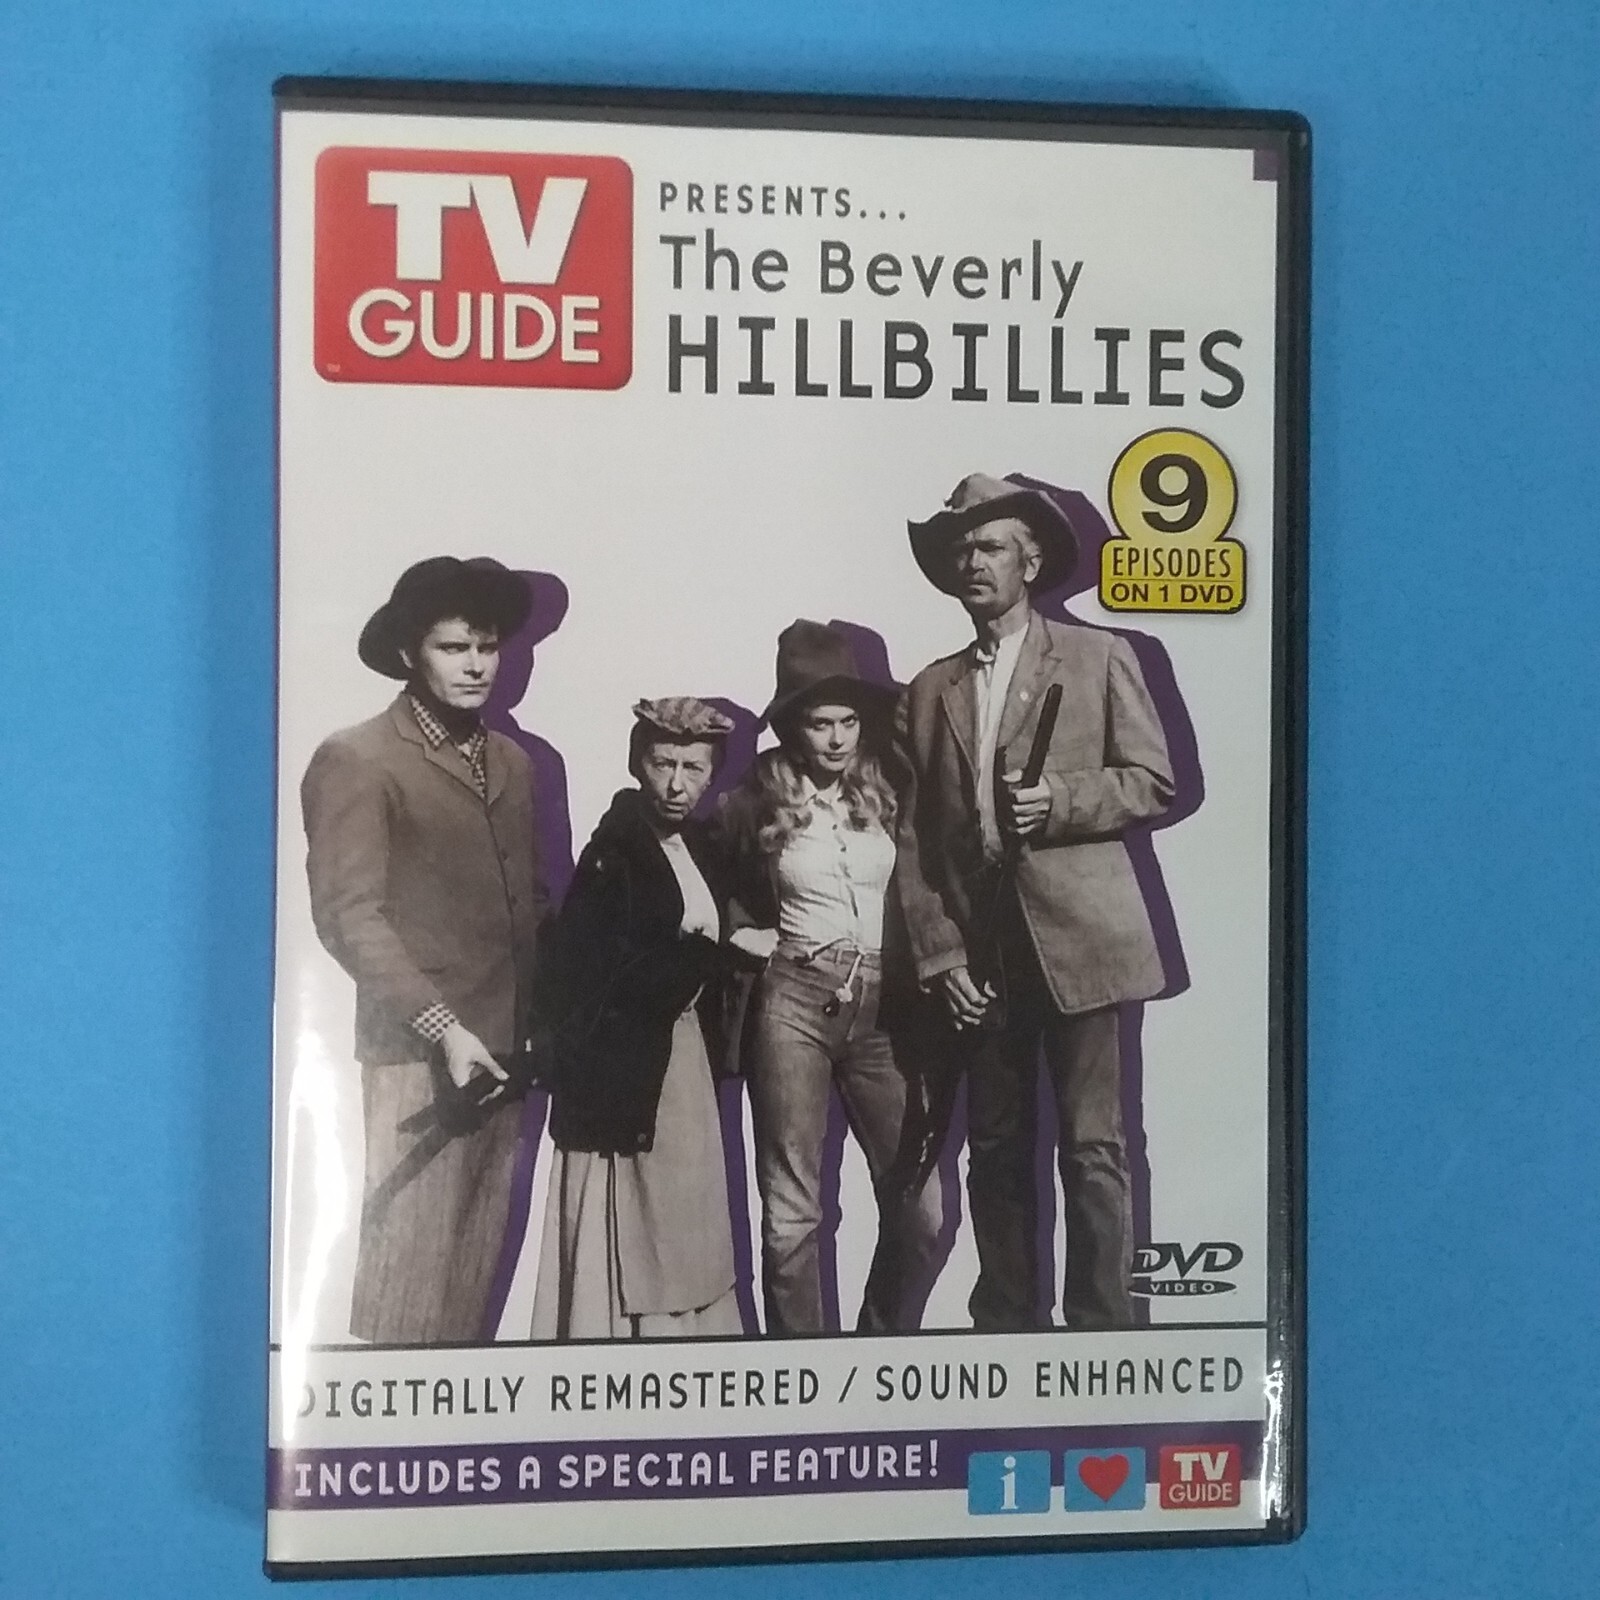 TV
GUIDE
PRESENTS...
The Beverly
HILLBILLIES
9
EPISODES
ON 1 DVD
DVD
VIDEO
DIGITALLY REMASTERED / SOUND ENHANCED
INCLUDES A SPECIAL FEATURE!
i
TV
GUIDE